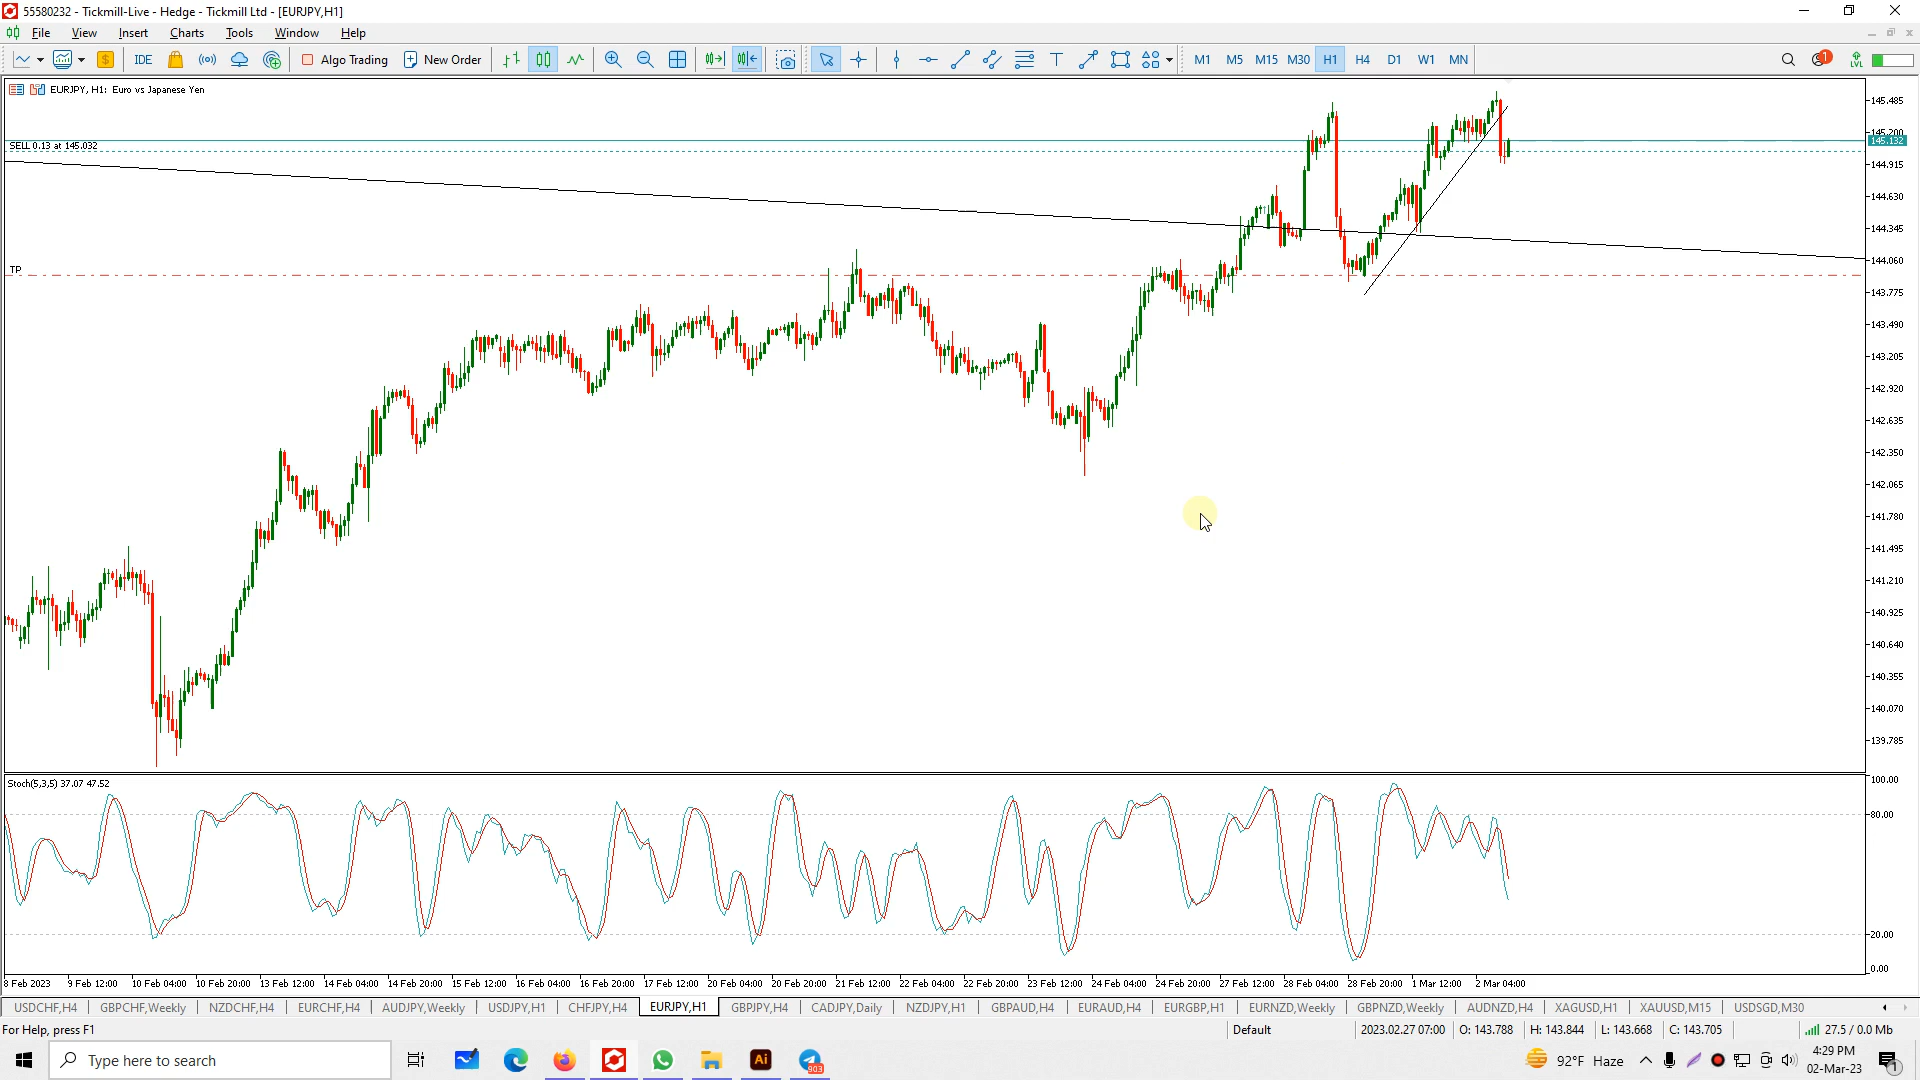 55580232 - Tickmill-Live - Hedge - Tickmill Ltd - [EURJPY,H1]
File View Insert Charts Tools Window Help
$ IDE Algo Trading New Order T M1 M5 M15 M30 H1 H4 D1 W1 MN 1 LVL
EURJPY, H1: Euro vs Japanese Yen
SELL 0.13 at 145.032
TP
145.485
145.200
145.132
144.915
144.630
144.345
144.060
143.775
143.490
143.205
142.920
142.635
142.350
142.065
141.780
141.495
141.210
140.925
140.640
140.355
140.070
139.785
Stoch(5,3,5) 37.07 47.52
100.00
80.00
20.00
0.00
8 Feb 2023 9 Feb 12:00 10 Feb 04:00 10 Feb 20:00 13 Feb 12:00 14 Feb 04:00 14 Feb 20:00 15 Feb 12:00 16 Feb 04:00 16 Feb 20:00 17 Feb 12:00 20 Feb 04:00 20 Feb 20:00 21 Feb 12:00 22 Feb 04:00 22 Feb 20:00 23 Feb 12:00 24 Feb 04:00 24 Feb 20:00 27 Feb 12:00 28 Feb 04:00 28 Feb 20:00 1 Mar 12:00 2 Mar 04:00
USDCHF,H4 GBPCHF,Weekly NZDCHF,H4 EURCHF,H4 AUDJPY,Weekly USDJPY,H1 CHFJPY,H4 EURJPY,H1 GBPJPY,H4 CADJPY,Daily NZDJPY,H1 GBPAUD,H4 EURAUD,H4 EURGBP,H1 EURNZD,Weekly GBPNZD,Weekly AUDNZD,H4 XAGUSD,H1 XAUUSD,M15 USDSGD,M30
For Help, press F1 Default 2023.02.27 07:00 O: 143.788 H: 143.844 L: 143.668 C: 143.705 27.5 / 0.0 Mb
Type here to search Ai 903 92°F Haze 4:29 PM
02-Mar-23 1